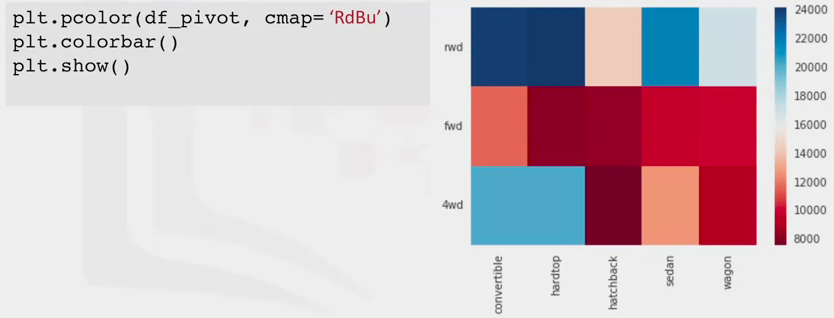 plt.pcolor(df_pivot, cmap= ‘RdBu’)
plt.colorbar()
plt.show()
rwd
fwd
4wd
convertible
hardtop
hatchback
sedan
wagon
24000
22000
20000
18000
16000
14000
12000
10000
8000